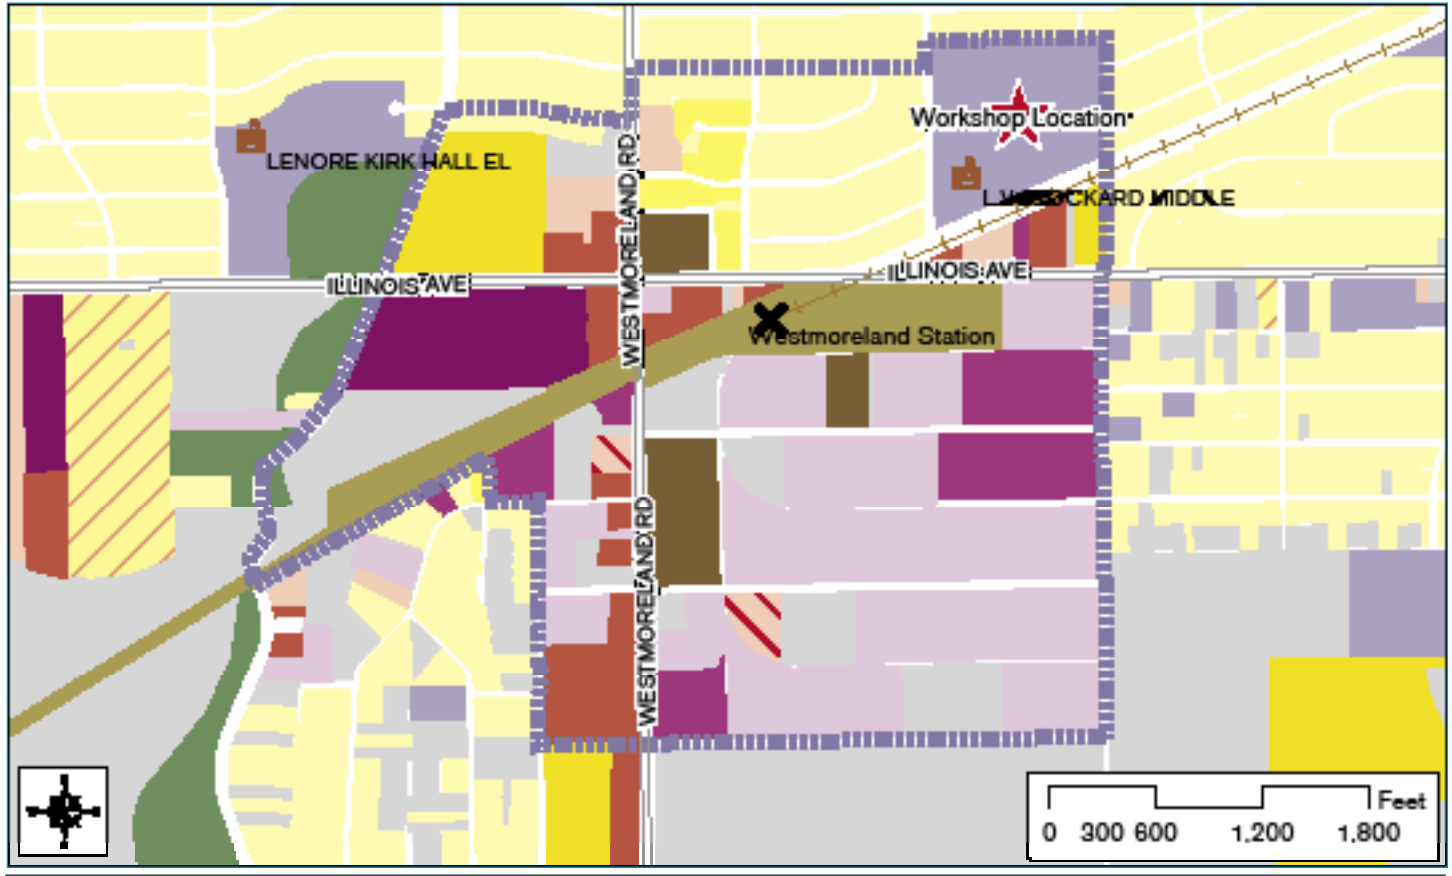 Workshop Location
LENORE KIRK HALL EL
MIDDLE
WESTMORELAND RD
ILLINOIS AVE
ILLINOIS AVE
Westmoreland Station
WESTMORELAND RD
Feet
0 300 600 1,200 1,800